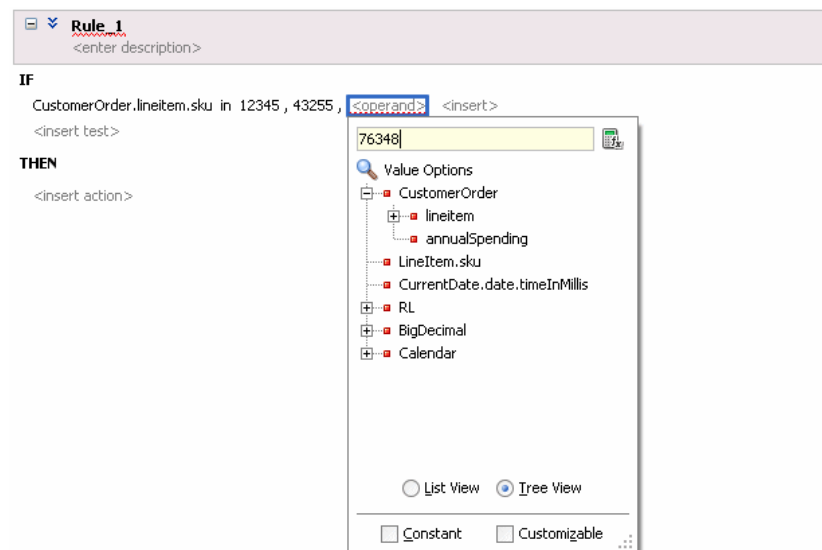 Rule_1
<enter description>
IF
CustomerOrder.lineitem.sku in 12345 , 43255 , <operand> <insert>
<insert test>
76348
THEN
Value Options
CustomerOrder
<insert action>
lineitem
annualSpending
LineItem.sku
CurrentDate.date.timeInMillis
RL
BigDecimal
Calendar
List View Tree View
Constant Customizable